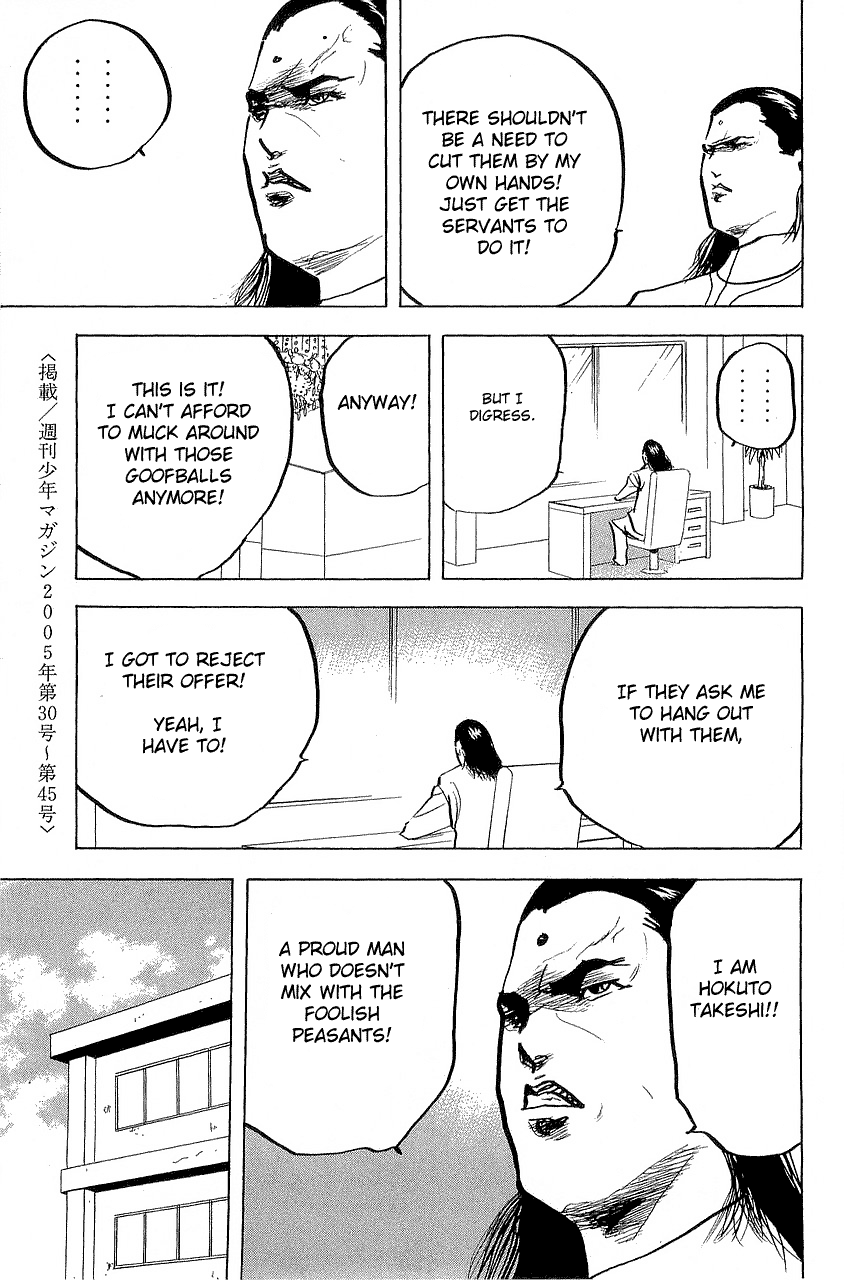 THERE SHOULDN'T
BE A NEED TO
CUT THEM BY MY
OWN HANDS!
JUST GET THE
SERVANTS TO
DO IT!
......
......
......
......
BUT I
DIGRESS.
ANYWAY!
THIS IS IT!
I CAN'T AFFORD
TO MUCK AROUND
WITH THOSE
GOOFBALLS
ANYMORE!
IF THEY ASK ME
TO HANG OUT
WITH THEM,
I GOT TO REJECT
THEIR OFFER!
YEAH, I
HAVE TO!
I AM
HOKUTO
TAKESHI!!
A PROUD MAN
WHO DOESN'T
MIX WITH THE
FOOLISH
PEASANTS!
〈掲載／週刊少年マガジン2005年第30号～第45号〉